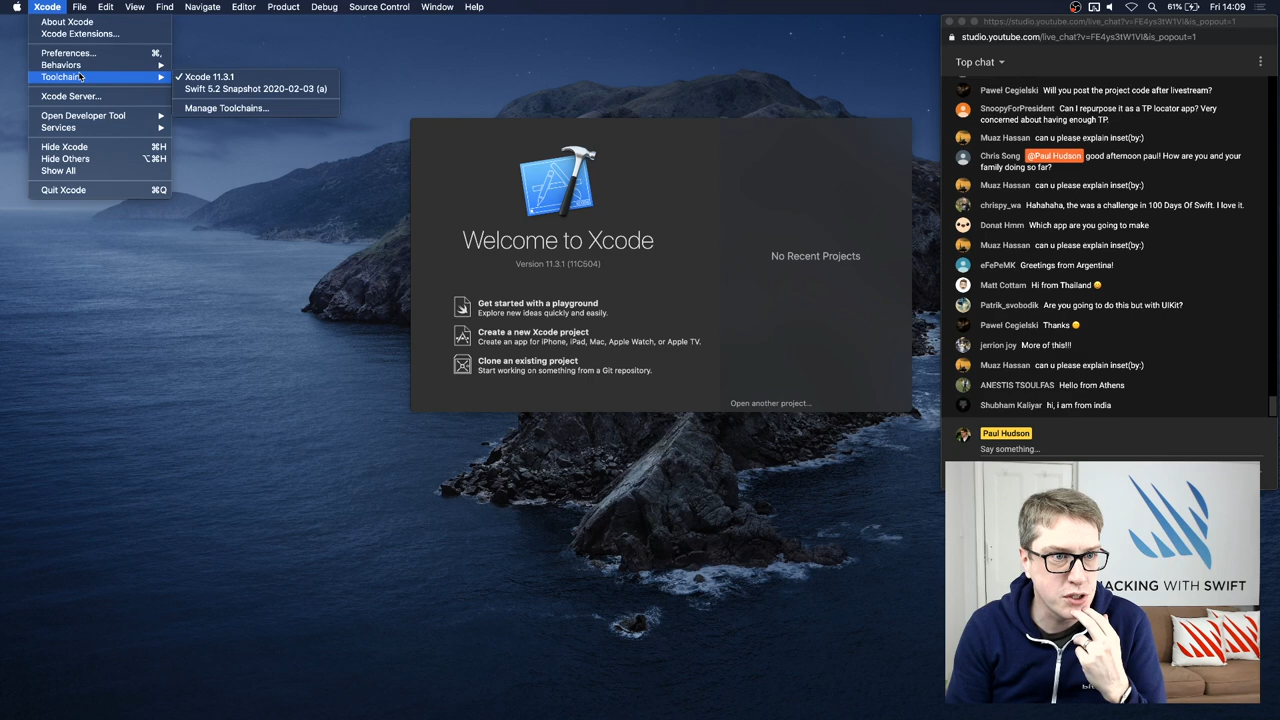 Xcode File Edit View Find Navigate Editor Product Debug Source Control Window Help 61% Fri 14:09
About Xcode
Xcode Extensions...
Preferences... ⌘,
Behaviors
Toolchains
Xcode Server...
Open Developer Tool
Services
Hide Xcode ⌘H
Hide Others ⌥⌘H
Show All
Quit Xcode ⌘Q
✓ Xcode 11.3.1
Swift 5.2 Snapshot 2020-02-03 (a)
Manage Toolchains...
Welcome to Xcode
Version 11.3.1 (11C504)
Get started with a playground
Explore new ideas quickly and easily.
Create a new Xcode project
Create an app for iPhone, iPad, Mac, Apple Watch, or Apple TV.
Clone an existing project
Start working on something from a Git repository.
No Recent Projects
Open another project...
https://studio.youtube.com/live_chat?v=FE4ys3tW1VI&is_popout=1
studio.youtube.com/live_chat?v=FE4ys3tW1VI&is_popout=1
Top chat
Paweł Cegielski Will you post the project code after livestream?
SnoopyForPresident Can I repurpose it as a TP locator app? Very
concerned about having enough TP.
Muaz Hassan can u please explain inset(by:)
Chris Song @Paul Hudson good afternoon paul! How are you and your
family doing so far?
Muaz Hassan can u please explain inset(by:)
chrispy_wa Hahahaha, the was a challenge in 100 Days Of Swift. I love it.
Donat Hmm Which app are you going to make
Muaz Hassan can u please explain inset(by:)
eFePeMK Greetings from Argentina!
Matt Cottam Hi from Thailand 😀
Patrik_svobodik Are you going to do this but with UIKit?
Paweł Cegielski Thanks 🙂
jerrion joy More of this!!!
Muaz Hassan can u please explain inset(by:)
ANESTIS TSOULFAS Hello from Athens
Shubham Kaliyar hi, i am from india
Paul Hudson
Say something...
HACKING WITH SWIFT